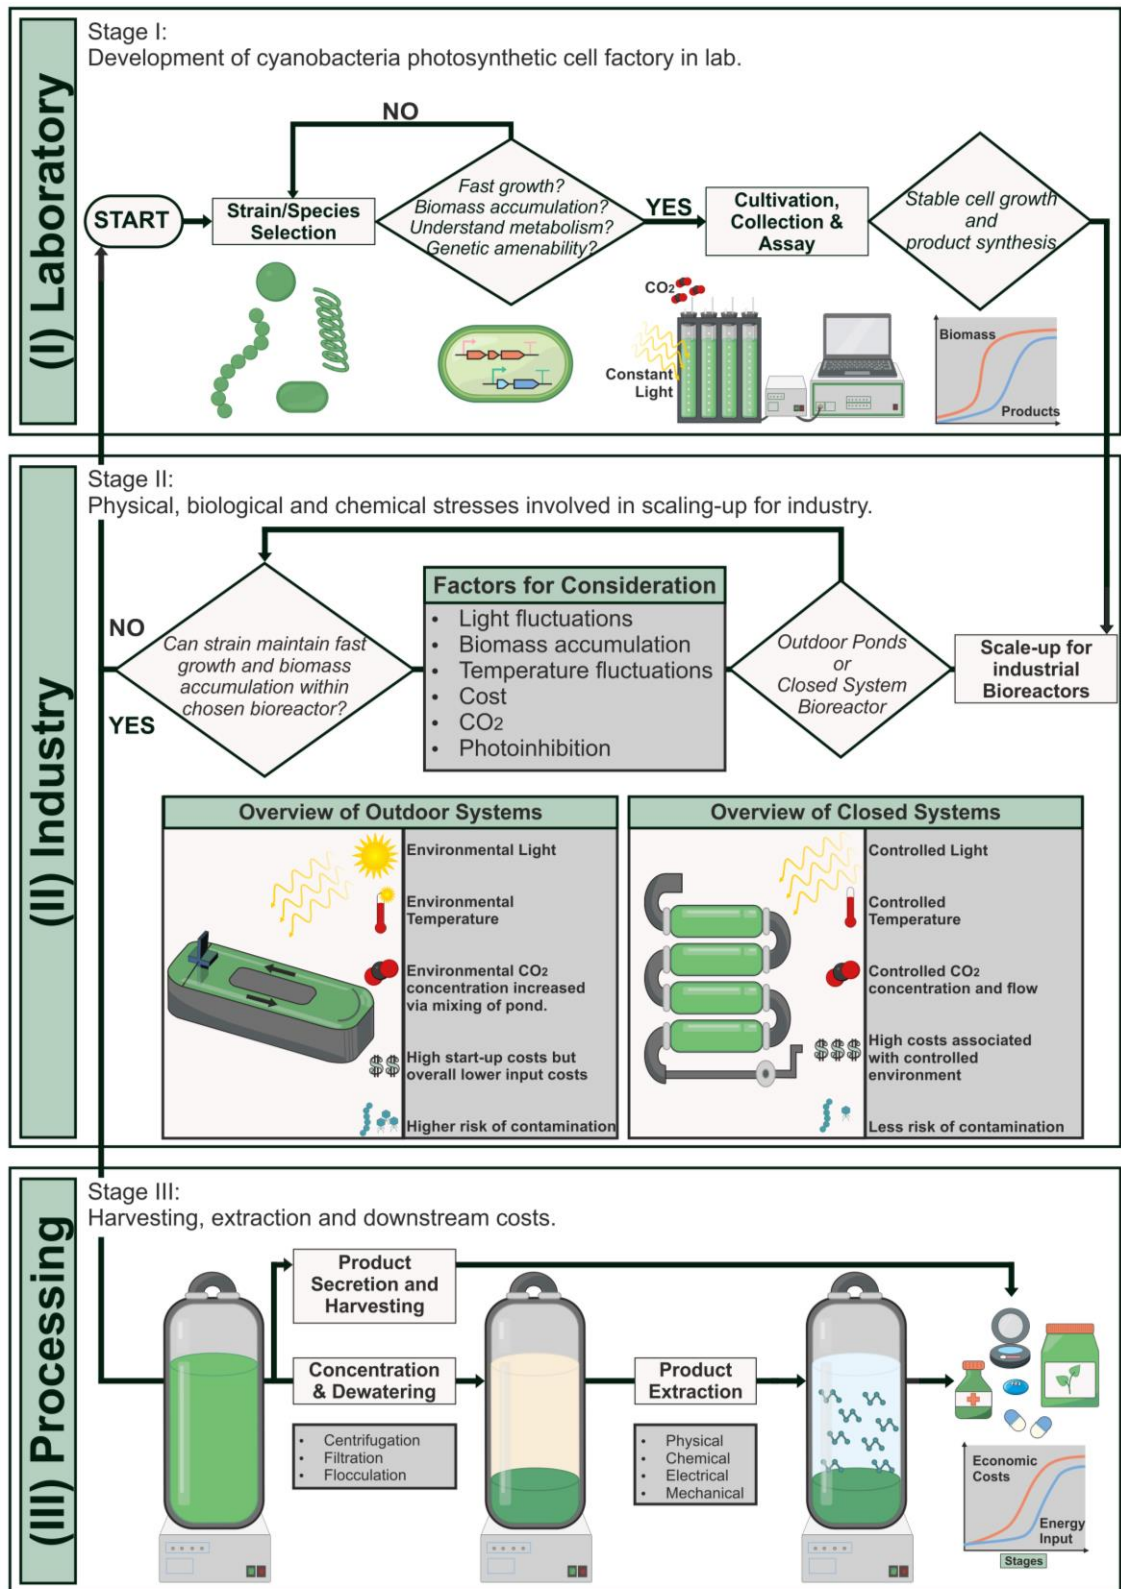 (I) Laboratory
Stage I:
Development of cyanobacteria photosynthetic cell factory in lab.
NO
START
Strain/Species
Selection
Fast growth?
Biomass accumulation?
Understand metabolism?
Genetic amenability?
YES
Cultivation,
Collection &
Assay
Stable cell growth
and
product synthesis
CO2
Constant
Light
Biomass
Products
(II) Industry
Stage II:
Physical, biological and chemical stresses involved in scaling-up for industry.
NO
YES
Can strain maintain fast
growth and biomass
accumulation within
chosen bioreactor?
Factors for Consideration
• Light fluctuations
• Biomass accumulation
• Temperature fluctuations
• Cost
• CO2
• Photoinhibition
Outdoor Ponds
or
Closed System
Bioreactor
Scale-up for
industrial
Bioreactors
Overview of Outdoor Systems
Environmental Light
Environmental
Temperature
Environmental CO2
concentration increased
via mixing of pond.
$$
High start-up costs but
overall lower input costs
Higher risk of contamination
Overview of Closed Systems
Controlled Light
Controlled
Temperature
Controlled CO2
concentration and flow
$$$
High costs associated
with controlled
environment
Less risk of contamination
(III) Processing
Stage III:
Harvesting, extraction and downstream costs.
Product
Secretion and
Harvesting
Concentration
& Dewatering
• Centrifugation
• Filtration
• Flocculation
Product
Extraction
• Physical
• Chemical
• Electrical
• Mechanical
Economic
Costs
Energy
Input
Stages